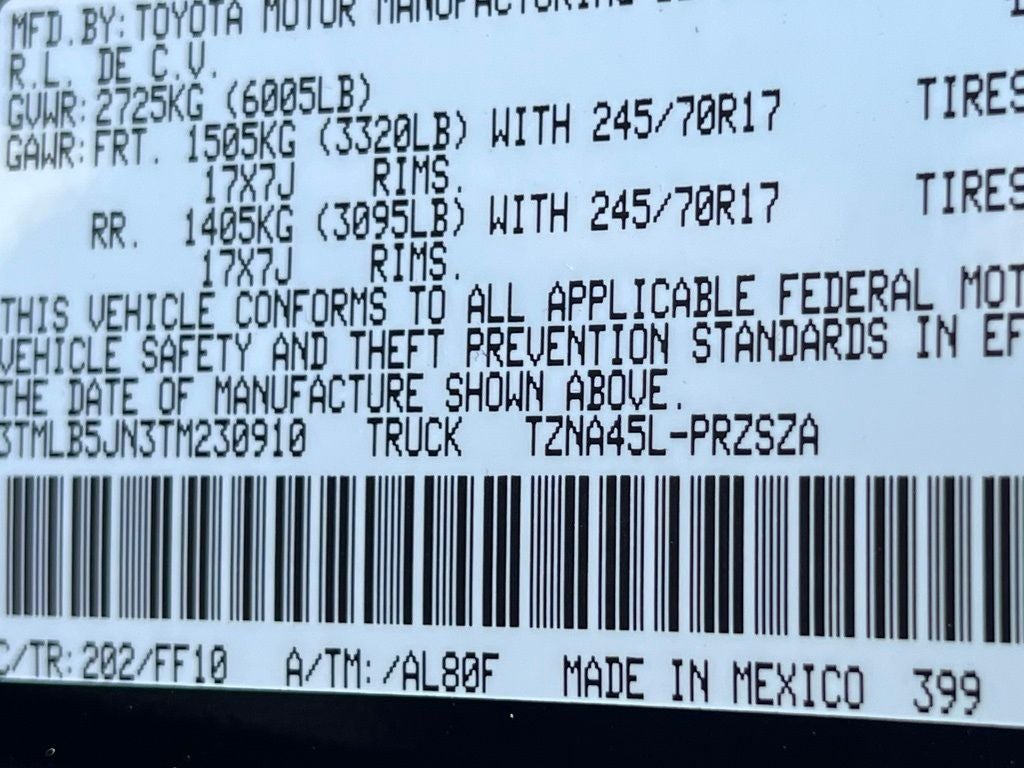 MFD.BY:TOYOTA MOTOR MANUFACTURING
R.L. DE C.V.
GVWR:2725KG (6005LB)
GAWR:FRT. 1505KG (3320LB) WITH 245/70R17 TIRES
17X7J RIMS.
RR. 1405KG (3095LB) WITH 245/70R17 TIRES
17X7J RIMS.
THIS VEHICLE CONFORMS TO ALL APPLICABLE FEDERAL MOT
VEHICLE SAFETY AND THEFT PREVENTION STANDARDS IN EF
THE DATE OF MANUFACTURE SHOWN ABOVE.
3TMLB5JN3TM230910 TRUCK TZNA45L-PRZSZA
C/TR:202/FF10 A/TM:/AL80F MADE IN MEXICO 399